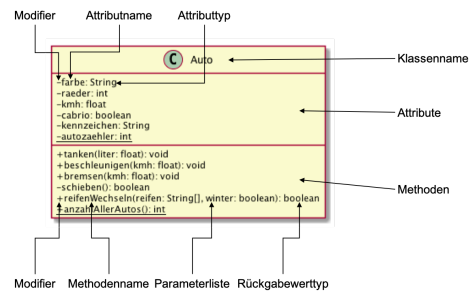 Modifier Attributname Attributtyp
C Auto
Klassenname
-farbe: String
-raeder: int
-kmh: float
-cabrio: boolean
-kennzeichen: String
-autozaehler: int
Attribute
+tanken(liter: float): void
+beschleunigen(kmh: float): void
+bremsen(kmh: float): void
-schieben(): boolean
+reifenWechseln(reifen: String[], winter: boolean): boolean
+anzahlAllerAutos(): int
Methoden
Modifier Methodenname Parameterliste Rückgabewerttyp